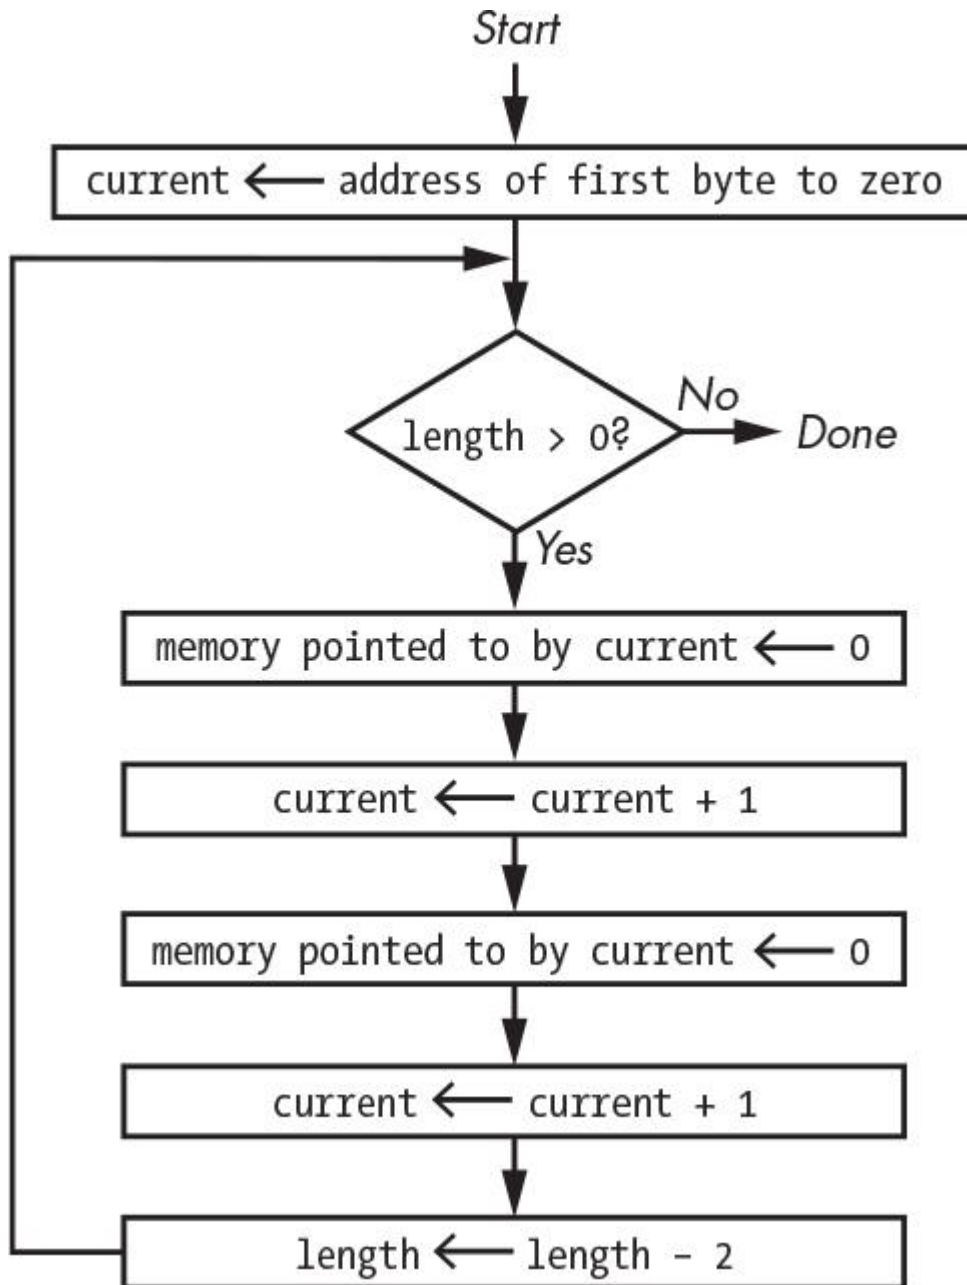 Start
current ← address of first byte to zero
length > 0?
No
Done
Yes
memory pointed to by current ← 0
current ← current + 1
memory pointed to by current ← 0
current ← current + 1
length ← length - 2